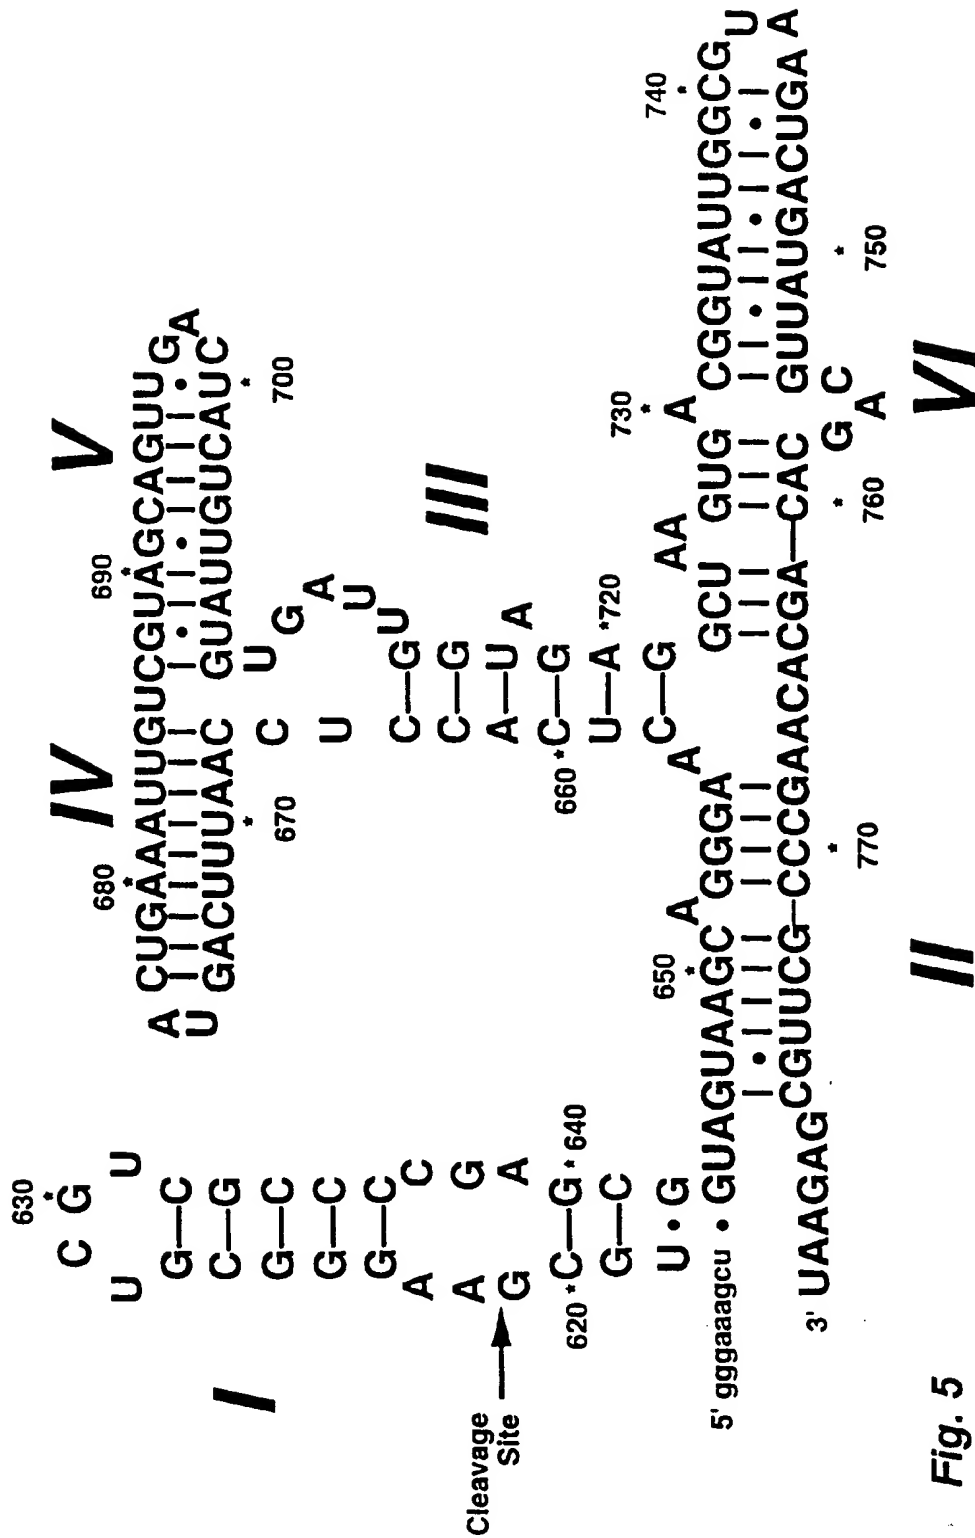 IV V
680 * 690 *
A CUGAAAUUGUCGUAGCAGUU G A
U GACUUUAAC GUAUUGUCAU C
* 670 * 700
630 *
C G
U U
G—C
C—G
G—C
G—C
G—C
A C
A G
G A
620 * C—G * 640
G—C
U • G
I
Cleavage
Site
III
C U
U G A U U
C—G
C—G
A—U A
660 * C—G
U—A * 720
C—G
650 * 730 * 740 *
5' gggaaagcu • GUAGUAAGC A GGGA A GCU AA GUG A CGGUAUUGGCG U
3' UAAGAG CGUUCG—CCCGAACACGA—CAC G A C GUUAUGACUGA A A
* 770 * 760 * 750
II VI
Fig. 5